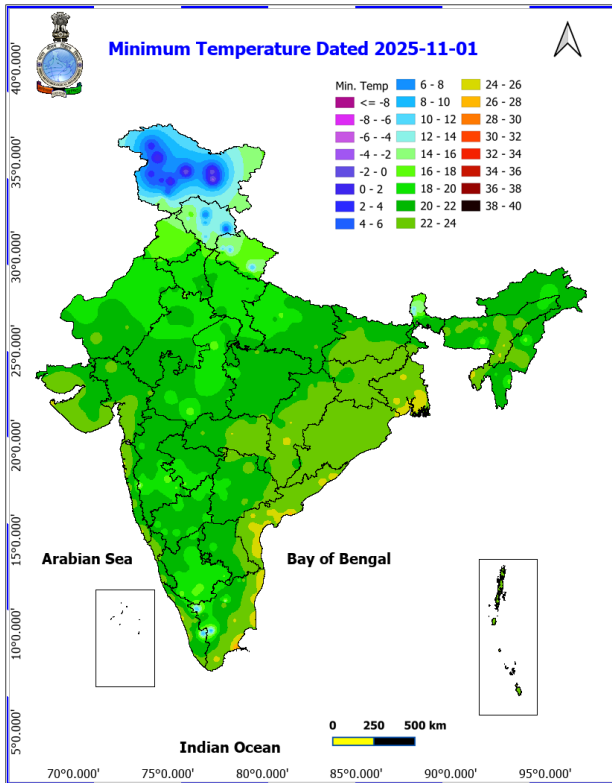 Minimum Temperature Dated 2025-11-01
Min. Temp
<= -8
-8 - -6
-6 - -4
-4 - -2
-2 - 0
0 - 2
2 - 4
4 - 6
6 - 8
8 - 10
10 - 12
12 - 14
14 - 16
16 - 18
18 - 20
20 - 22
22 - 24
24 - 26
26 - 28
28 - 30
30 - 32
32 - 34
34 - 36
36 - 38
38 - 40
40°0.000'
35°0.000'
30°0.000'
25°0.000'
20°0.000'
15°0.000'
10°0.000'
5°0.000'
Arabian Sea
Bay of Bengal
Indian Ocean
0 250 500 km
70°0.000' 75°0.000' 80°0.000' 85°0.000' 90°0.000' 95°0.000'